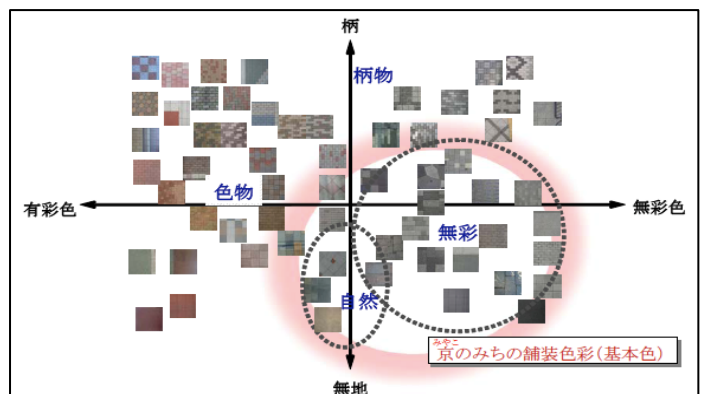 柄
柄物
色物
有彩色
無彩色
無彩
自然
みやこ
京のみちの舗装色彩(基本色)
無地